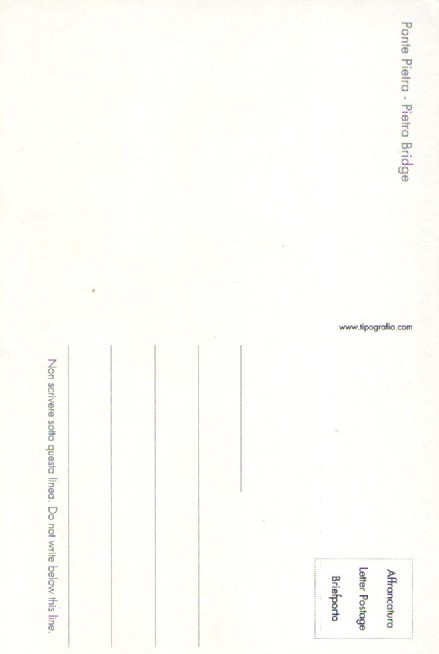 Ponte Pietra - Pietra Bridge
www.tipografia.com
Affrancatura
Letter Postage
Briefporto
Non scrivere sotto questa linea. Do not write below this line.